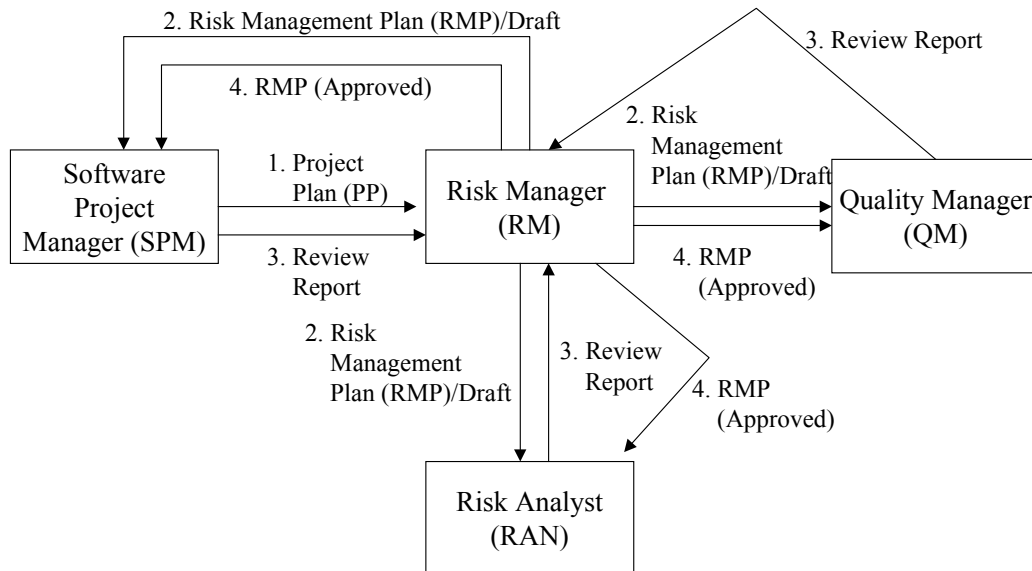 2. Risk Management Plan (RMP)/Draft
3. Review Report
4. RMP (Approved)
2. Risk
Management
Plan (RMP)/Draft
1. Project
Plan (PP)
Software
Project
Manager (SPM)
Risk Manager
(RM)
Quality Manager
(QM)
3. Review
Report
4. RMP
(Approved)
2. Risk
Management
Plan (RMP)/Draft
3. Review
Report
4. RMP
(Approved)
Risk Analyst
(RAN)